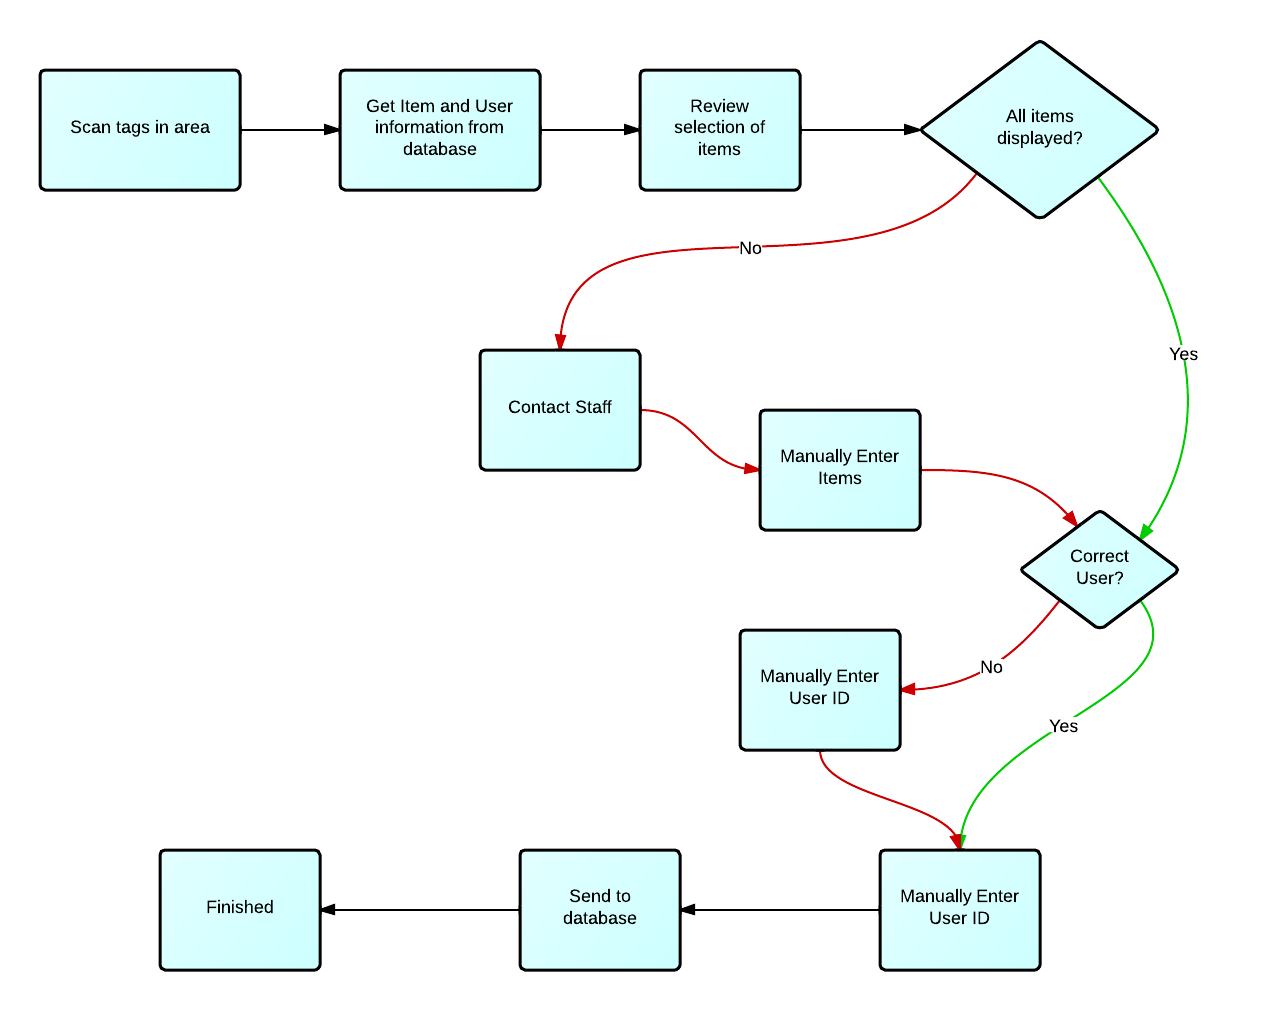 Scan tags in area
Get Item and User
information from
database
Review
selection of
items
All items
displayed?
No
Yes
Contact Staff
Manually Enter
Items
Correct
User?
No
Manually Enter
User ID
Yes
Manually Enter
User ID
Send to
database
Finished